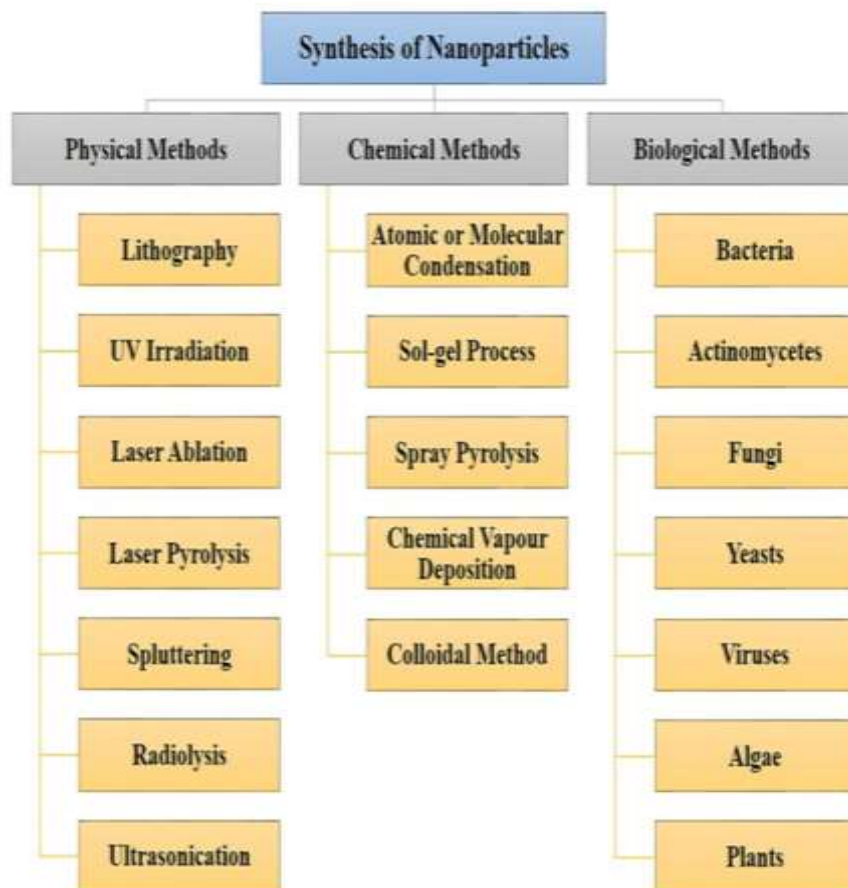 Synthesis of Nanoparticles
Physical Methods
Lithography
UV Irradiation
Laser Ablation
Laser Pyrolysis
Spluttering
Radiolysis
Ultrasonication
Chemical Methods
Atomic or Molecular
Condensation
Sol-gel Process
Spray Pyrolysis
Chemical Vapour
Deposition
Colloidal Method
Biological Methods
Bacteria
Actinomycetes
Fungi
Yeasts
Viruses
Algae
Plants